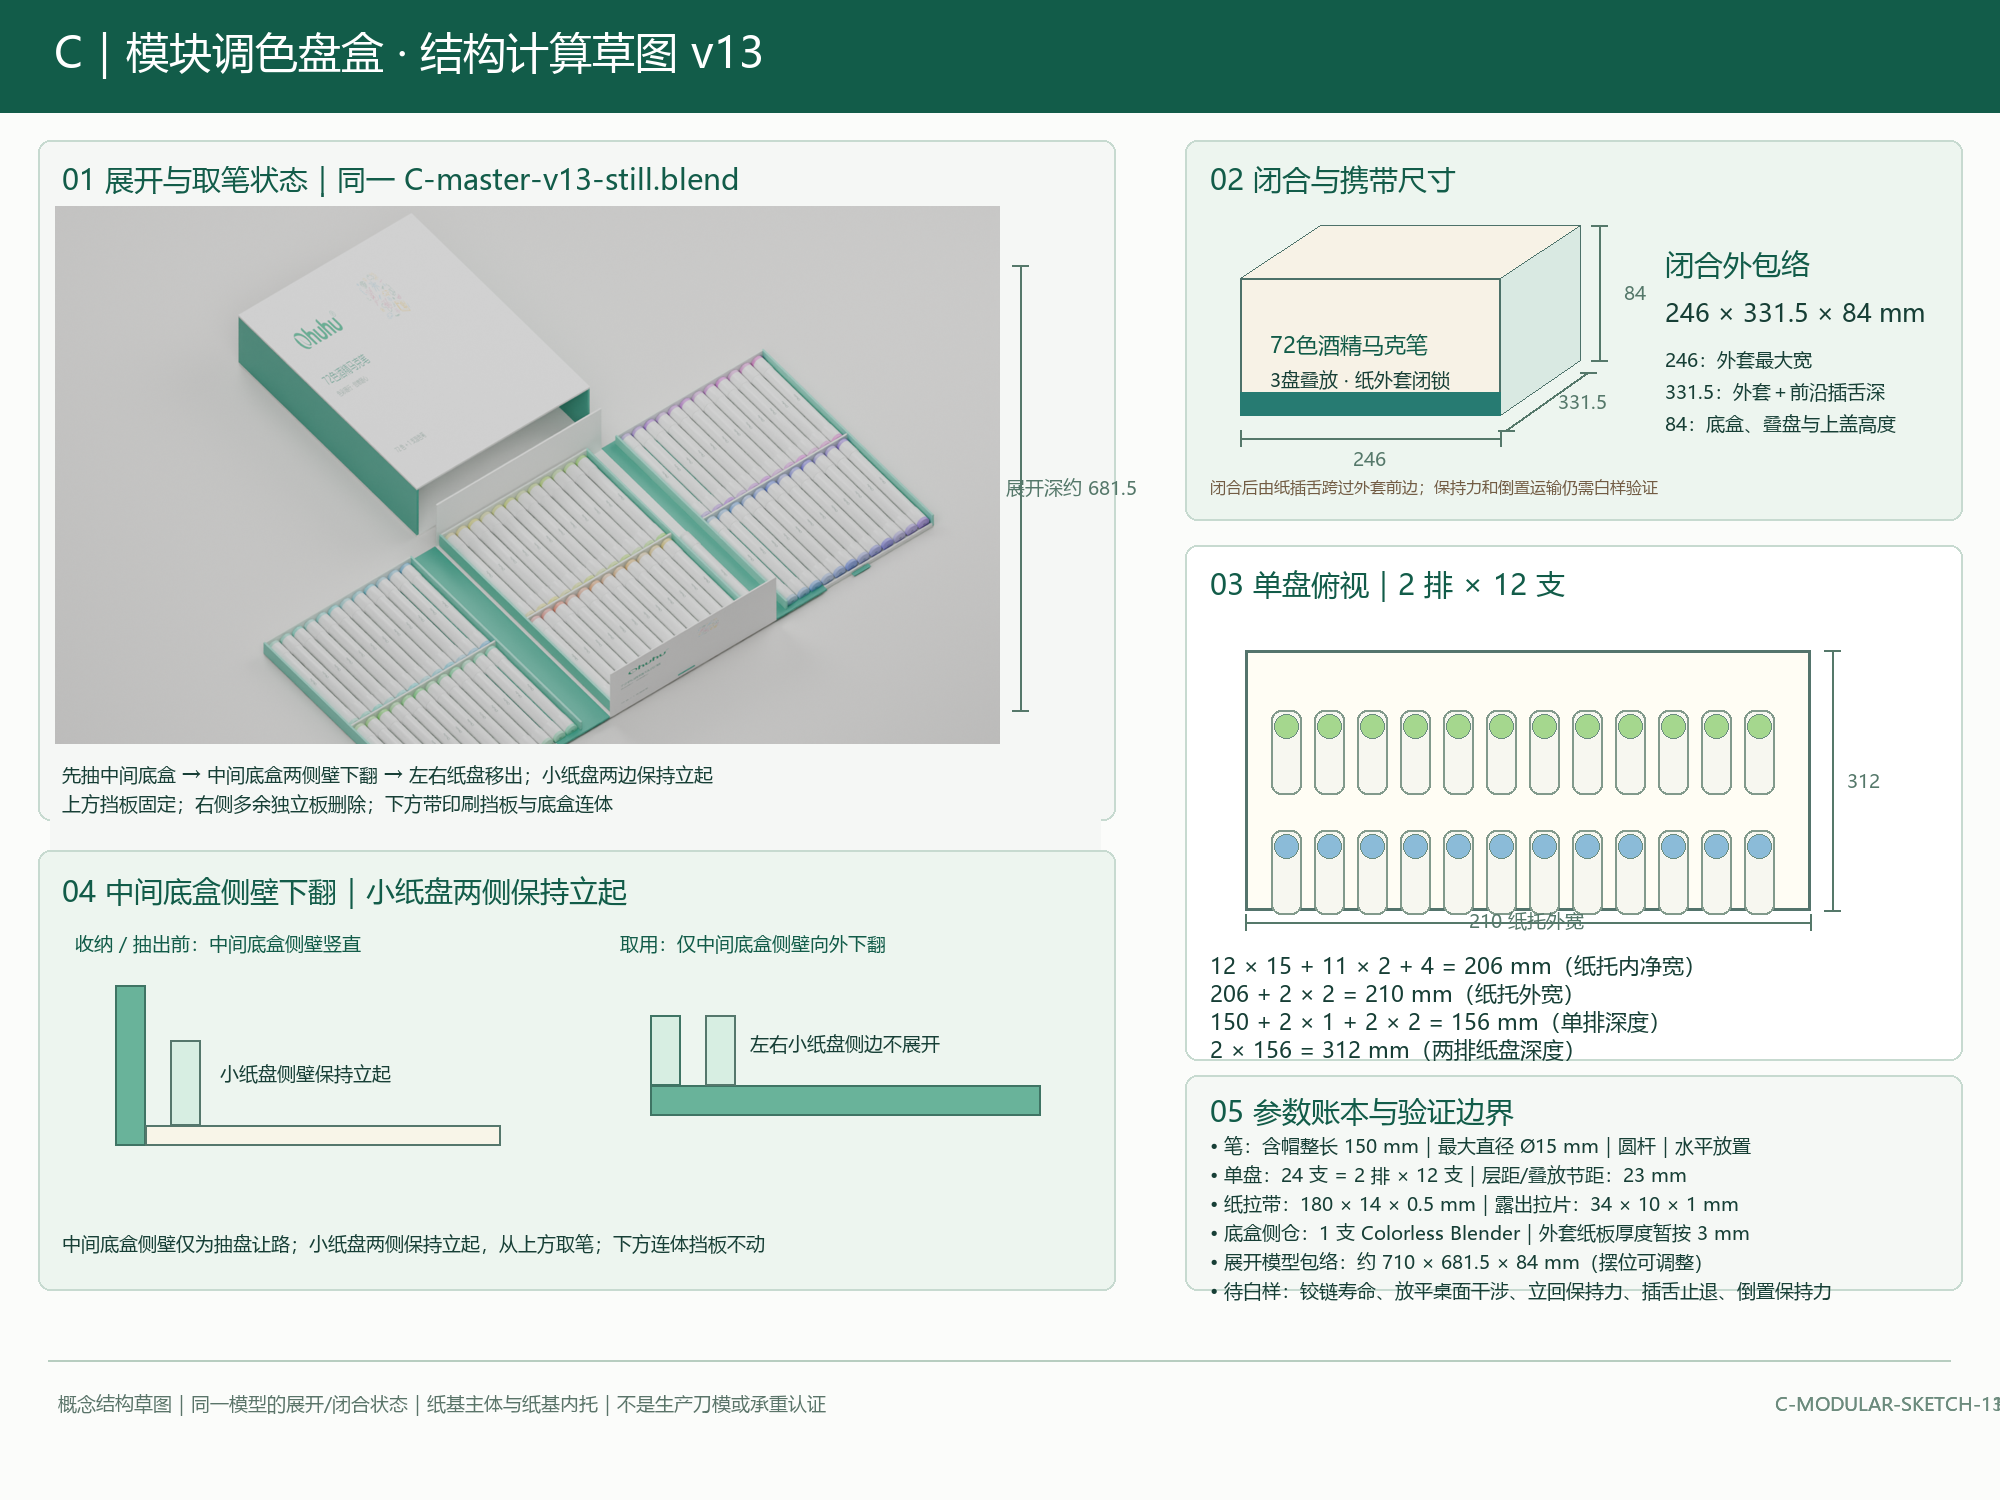 C｜模块调色盘盒 · 结构计算草图 v13
01 展开与取笔状态｜同一 C-master-v13-still.blend
Ohuhu
72色酒精马克笔
Ohuhu
展开深约 681.5
先抽中间底盒 → 中间底盒两侧壁下翻 → 左右纸盘移出；小纸盘两边保持立起
上方挡板固定；右侧多余独立板删除；下方带印刷挡板与底盒连体
02 闭合与携带尺寸
72色酒精马克笔
3盘叠放 · 纸外套闭锁
84
331.5
246
闭合外包络
246 × 331.5 × 84 mm
246：外套最大宽
331.5：外套＋前沿插舌深
84：底盒、叠盘与上盖高度
闭合后由纸插舌跨过外套前边；保持力和倒置运输仍需白样验证
03 单盘俯视｜2 排 × 12 支
312
210 纸托外宽
12 × 15 + 11 × 2 + 4 = 206 mm（纸托内净宽）
206 + 2 × 2 = 210 mm（纸托外宽）
150 + 2 × 1 + 2 × 2 = 156 mm（单排深度）
2 × 156 = 312 mm（两排纸盘深度）
04 中间底盒侧壁下翻｜小纸盘两侧保持立起
收纳 / 抽出前：中间底盒侧壁竖直
取用：仅中间底盒侧壁向外下翻
小纸盘侧壁保持立起
左右小纸盘侧边不展开
中间底盒侧壁仅为抽盘让路；小纸盘两侧保持立起，从上方取笔；下方连体挡板不动
05 参数账本与验证边界
• 笔：含帽整长 150 mm｜最大直径 Ø15 mm｜圆杆｜水平放置
• 单盘：24 支 = 2 排 × 12 支｜层距/叠放节距：23 mm
• 纸拉带：180 × 14 × 0.5 mm｜露出拉片：34 × 10 × 1 mm
• 底盒侧仓：1 支 Colorless Blender｜外套纸板厚度暂按 3 mm
• 展开模型包络：约 710 × 681.5 × 84 mm（摆位可调整）
• 待白样：铰链寿命、放平桌面干涉、立回保持力、插舌止退、倒置保持力
概念结构草图｜同一模型的展开/闭合状态｜纸基主体与纸基内托｜不是生产刀模或承重认证
C-MODULAR-SKETCH-13